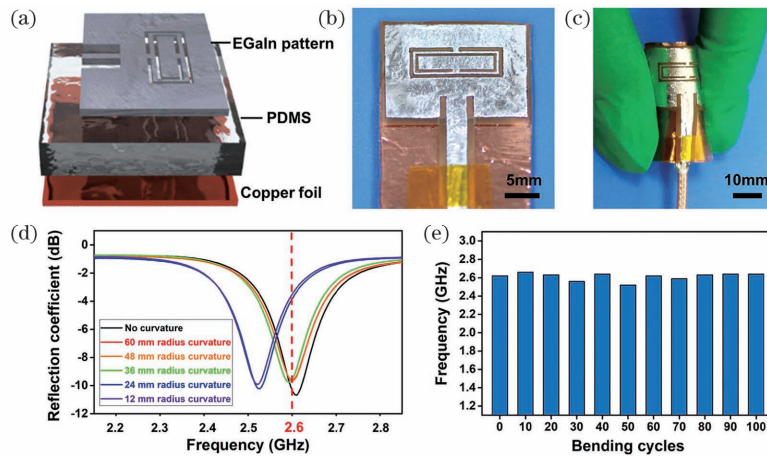 (a)
EGaIn pattern
PDMS
Copper foil
(b)
5mm
(c)
10mm
(d)
Reflection coefficient (dB)
0
-2
-4
-6
-8
-10
-12
No curvature
60 mm radius curvature
48 mm radius curvature
36 mm radius curvature
24 mm radius curvature
12 mm radius curvature
2.2 2.3 2.4 2.5 2.6 2.7 2.8
Frequency (GHz)
(e)
Frequency (GHz)
3.0
2.8
2.6
2.4
2.2
2.0
1.8
1.6
1.4
1.2
0 10 20 30 40 50 60 70 80 90 100
Bending cycles